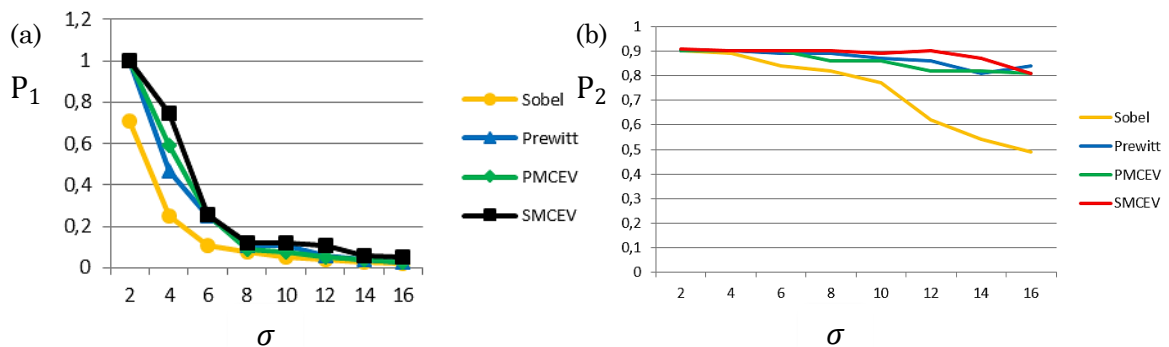 (a)
P1
1,2
1
0,8
0,6
0,4
0,2
0
2 4 6 8 10 12 14 16
σ
Sobel
Prewitt
PMCEV
SMCEV
(b)
P2
1
0,9
0,8
0,7
0,6
0,5
0,4
0,3
0,2
0,1
0
2 4 6 8 10 12 14 16
σ
Sobel
Prewitt
PMCEV
SMCEV